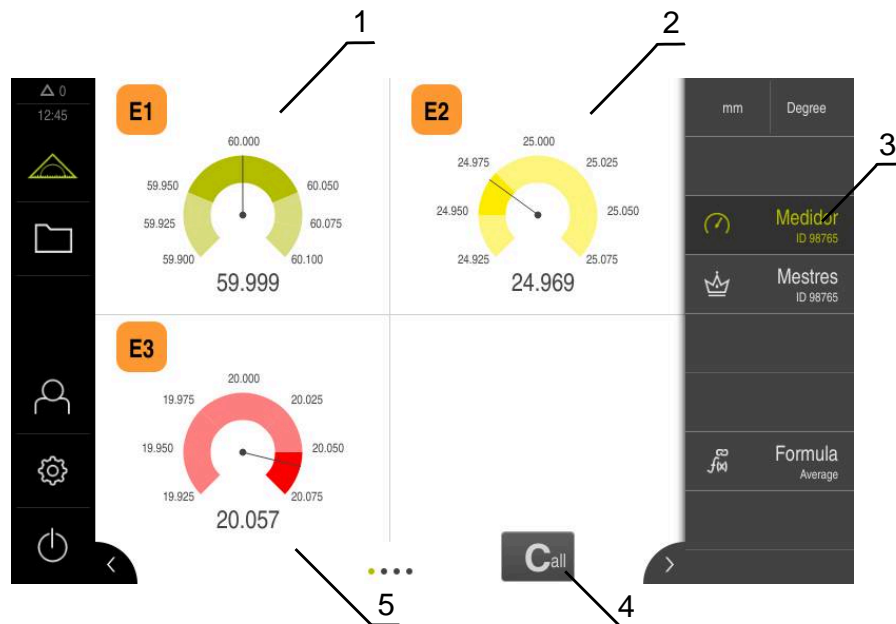 1
2
△ 0
12:45
E1
60.000
59.950
60.050
59.925
60.075
59.900
60.100
59.999
E2
25.000
24.975
25.025
24.950
25.050
24.925
25.075
24.969
mm
Degree
3
Medidor
ID 98765
Mestres
ID 98765
E3
20.000
19.975
20.025
19.950
20.050
19.925
20.075
20.057
f(x)
Formula
Average
Call
5
4